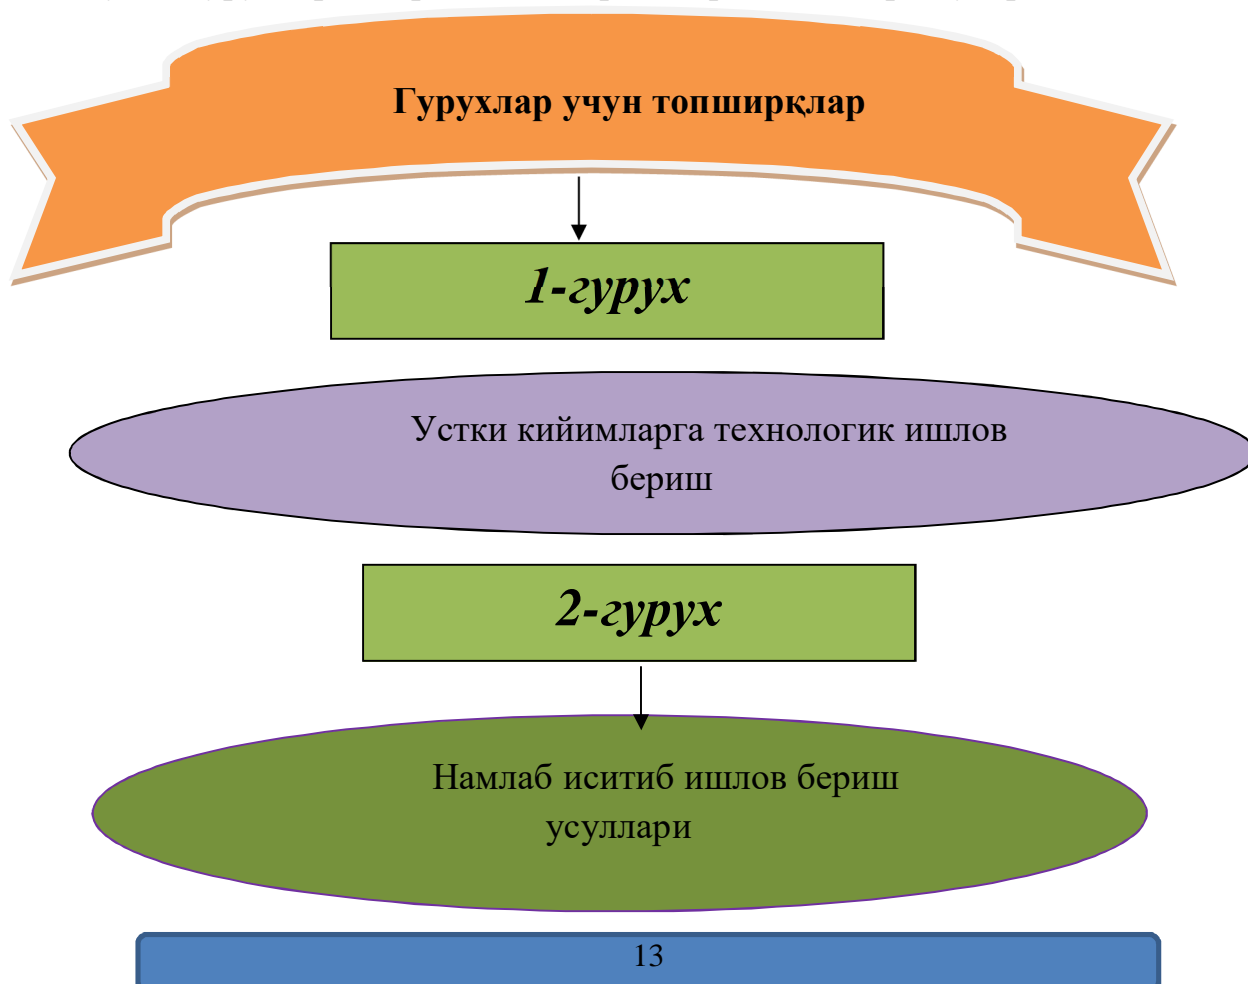 Гурухлар учун топширқлар
1-гурух
Устки кийимларга технологик ишлов
бериш
2-гурух
Намлаб иситиб ишлов бериш
усуллари
13